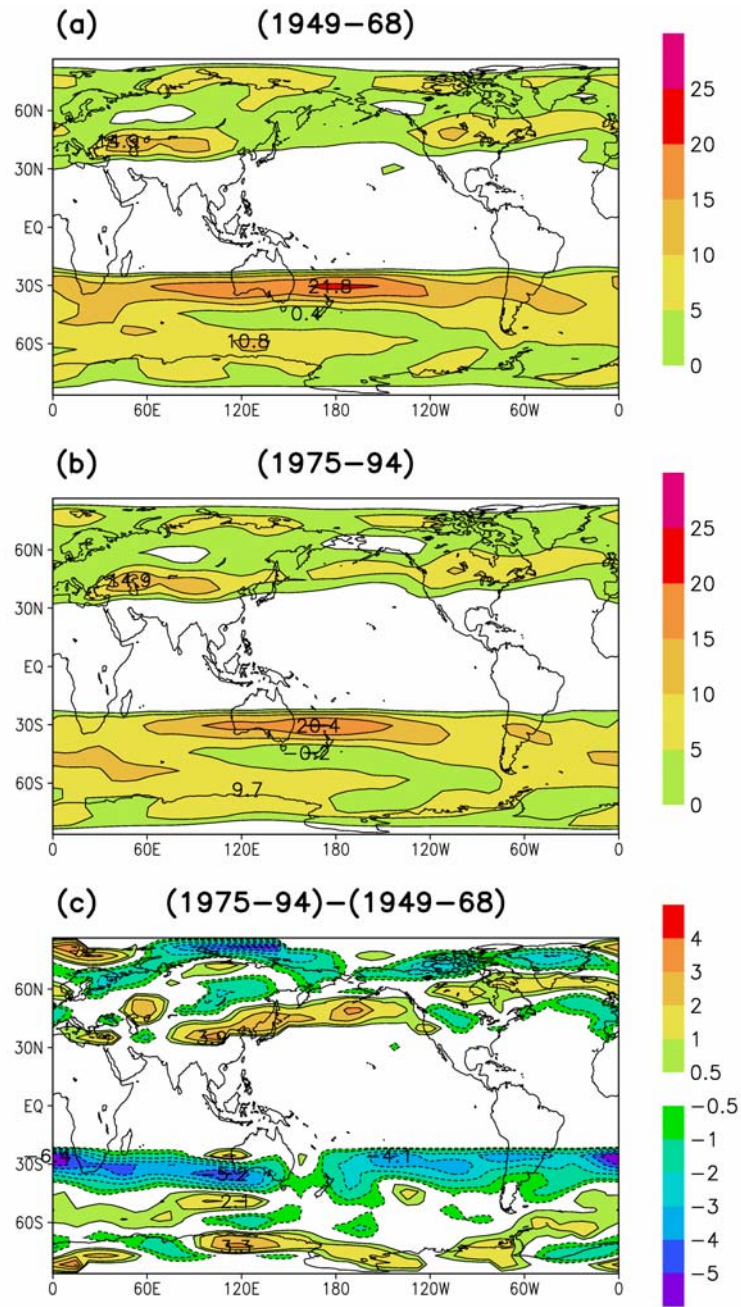 (a) (1949−68)
60N
30N
EQ
30S
60S
0 60E 120E 180 120W 60W 0
21.8
0.4
10.8
25
20
15
10
5
0
(b) (1975−94)
60N
30N
EQ
30S
60S
0 60E 120E 180 120W 60W 0
14.9
20.4
−0.2
9.7
25
20
15
10
5
0
(c) (1975−94)−(1949−68)
60N
30N
EQ
30S
60S
0 60E 120E 180 120W 60W 0
−4.1
−5.2
2.1
3.3
4
3
2
1
0.5
−0.5
−1
−2
−3
−4
−5